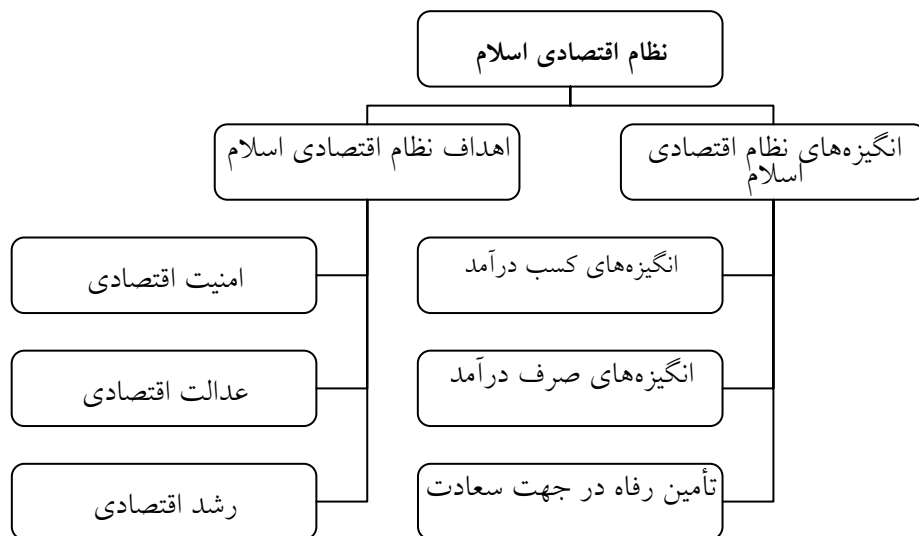 نظام اقتصادی اسلام
انگیزه‌های نظام اقتصادی
اسلام
اهداف نظام اقتصادی اسلام
انگیزه‌های کسب درآمد
انگیزه‌های صرف درآمد
تأمین رفاه در جهت سعادت
امنیت اقتصادی
عدالت اقتصادی
رشد اقتصادی